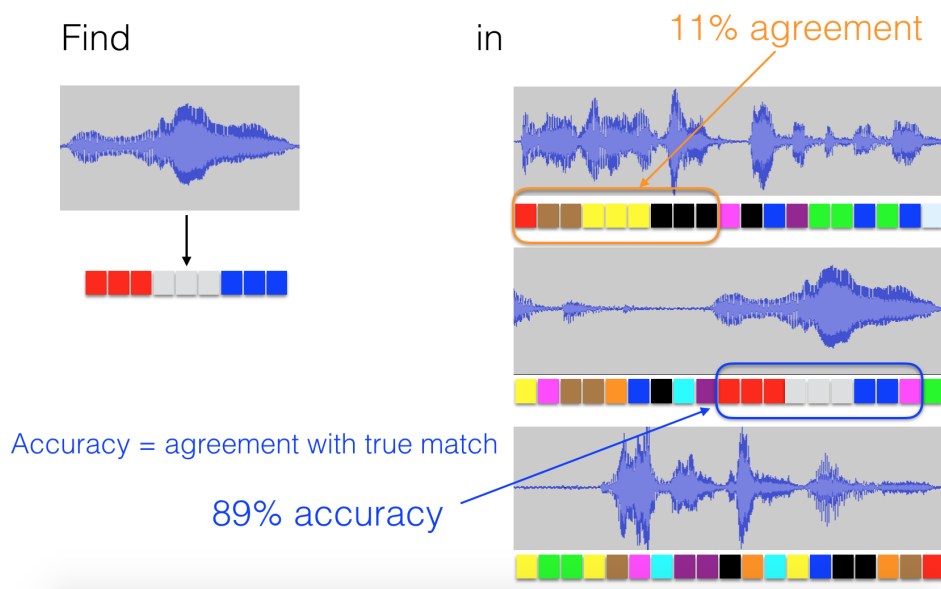 Find
in
11% agreement
Accuracy = agreement with true match
89% accuracy